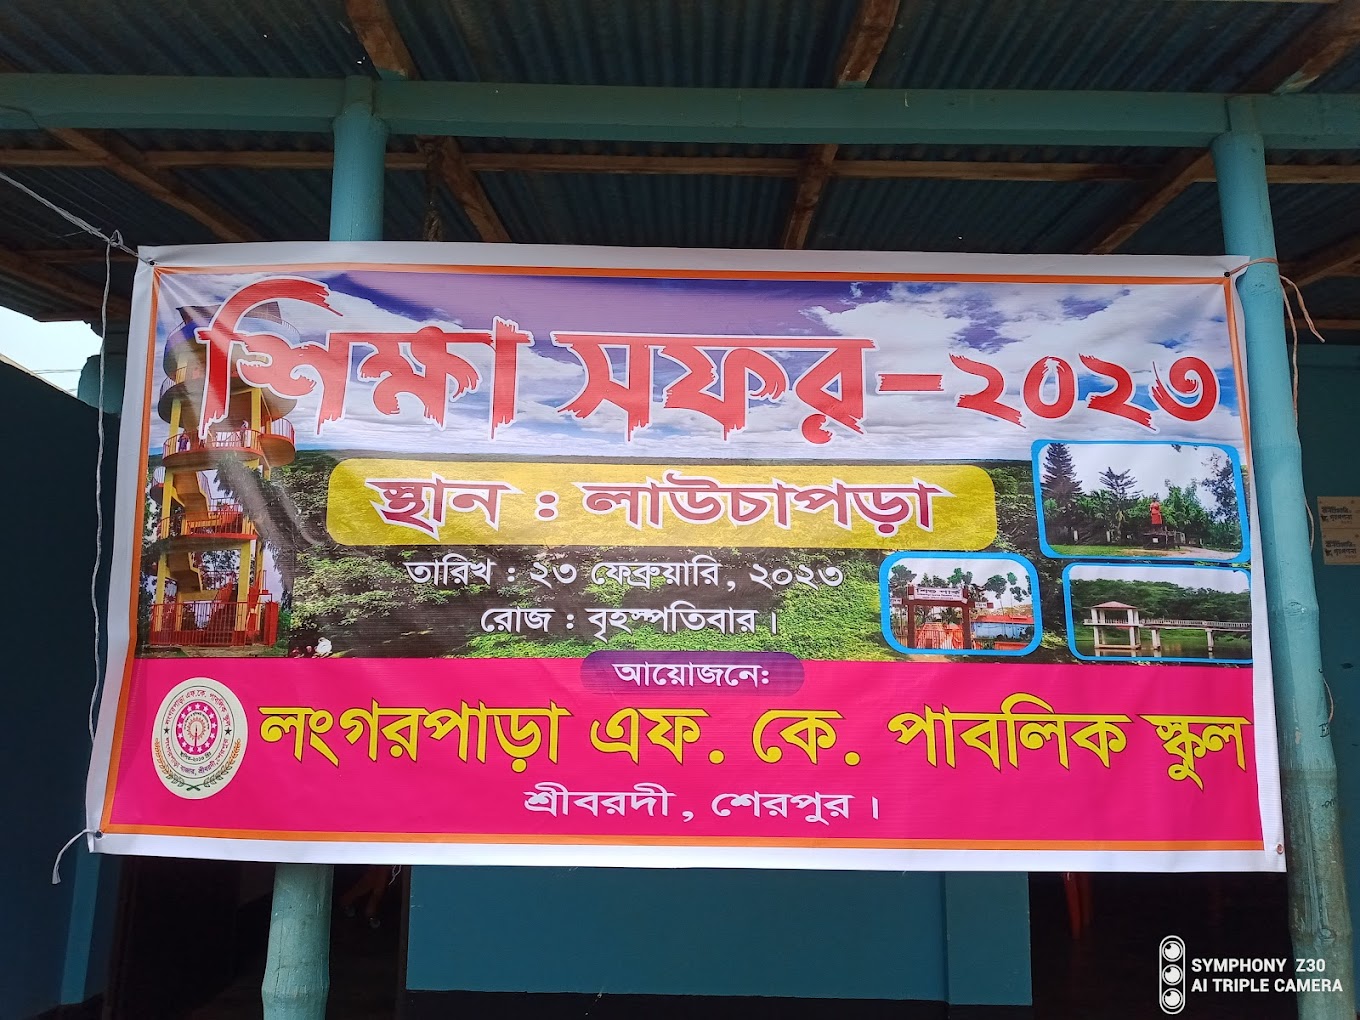 শিক্ষা সফর-২০২৩
স্থান : লাউচাপড়া
তারিখ : ২৩ ফেব্রুয়ারি, ২০২৩
রোজ : বৃহস্পতিবার।
আয়োজনে:
লংগরপাড়া এফ. কে. পাবলিক স্কুল
শ্রীবরদী, শেরপুর।
SYMPHONY Z30
AI TRIPLE CAMERA